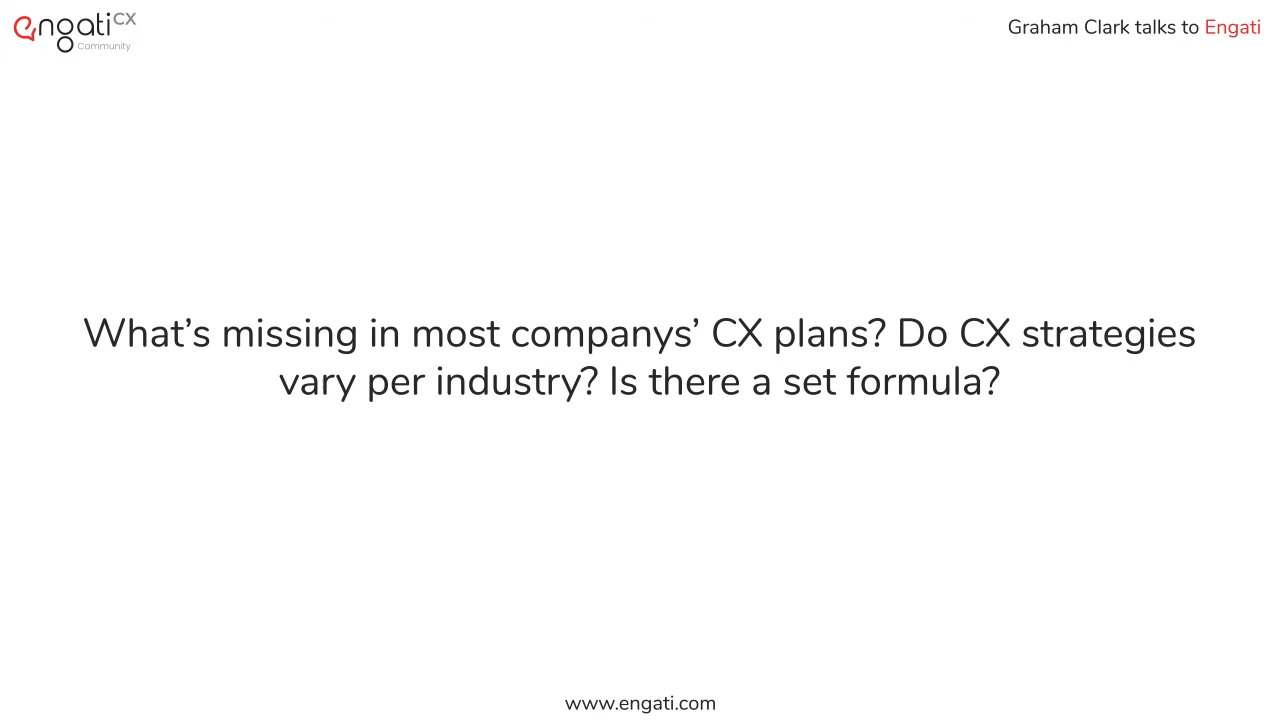 engati CX
Community
Graham Clark talks to Engati
What’s missing in most companys’ CX plans? Do CX strategies
vary per industry? Is there a set formula?
www.engati.com